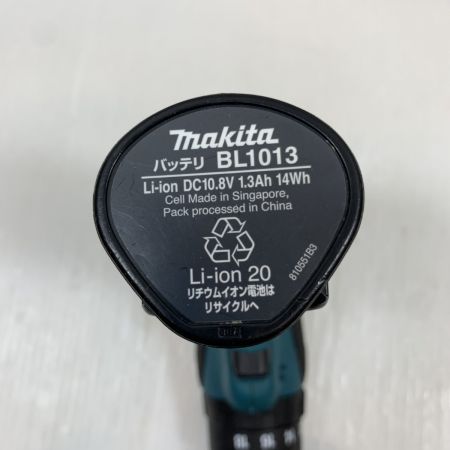 makita
バッテリ BL1013
Li-ion DC10.8V 1.3Ah 14Wh
Cell Made in Singapore,
Pack processed in China
Li-ion 20
リチウムイオン電池は
リサイクルへ
810551B3